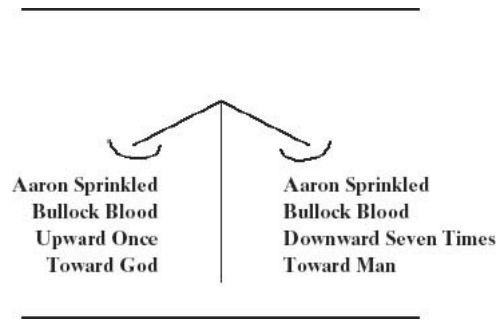 Aaron Sprinkled
Bullock Blood
Upward Once
Toward God
Aaron Sprinkled
Bullock Blood
Downward Seven Times
Toward Man